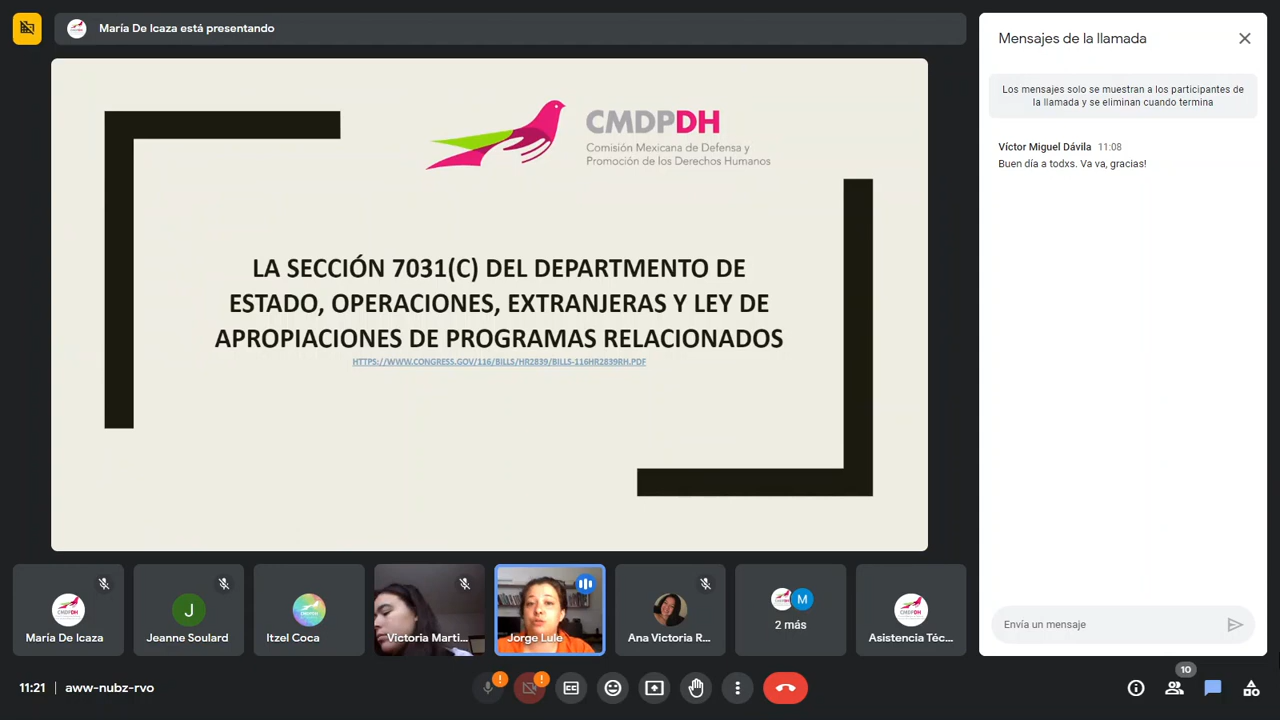 María De Icaza está presentando
Mensajes de la llamada
Los mensajes solo se muestran a los participantes de
la llamada y se eliminan cuando termina
Víctor Miguel Dávila 11:08
Buen día a todxs. Va va, gracias!
CMDPDH
Comisión Mexicana de Defensa y
Promoción de los Derechos Humanos
LA SECCIÓN 7031(C) DEL DEPARTMENTO DE
ESTADO, OPERACIONES, EXTRANJERAS Y LEY DE
APROPIACIONES DE PROGRAMAS RELACIONADOS
HTTPS://WWW.CONGRESS.GOV/116/BILLS/HR2839/BILLS-116HR2839RH.PDF
María De Icaza
J
Jeanne Soulard
Itzel Coca
Victoria Marti...
Jorge Lule
Ana Victoria R...
M
2 más
Asistencia Téc...
Envía un mensaje
11:21 aww-nubz-rvo
10